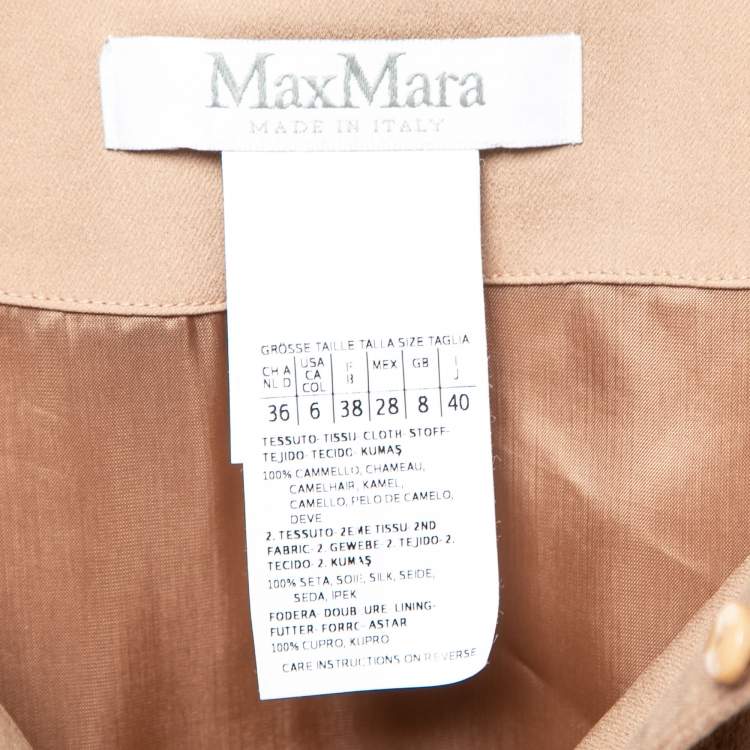 MaxMara
MADE IN ITALY
GRÖSSE TAILLE TALLA SIZE TAGLIA
CH A USA F MEX GB I
NL D CA B J
COL
36 6 38 28 8 40
TESSUTO-TISSU-CLOTH-STOFF-
TEJIDO-TECIDO-KUMAŞ
100% CAMMELLO, CHAMEAU,
CAMELHAIR, KAMEL,
CAMELLO, PELO DE CAMELO,
DEVE
2. TESSUTO-2EME TISSU-2ND
FABRIC-2. GEWEBE-2. TEJIDO-2.
TECIDO-2. KUMAŞ
100% SETA, SOIE, SILK, SEIDE,
SEDA, IPEK
FODERA-DOUBLURE LINING-
FUTTER-FORRO-ASTAR
100% CUPRO, KUPRO
CARE INSTRUCTIONS ON REVERSE